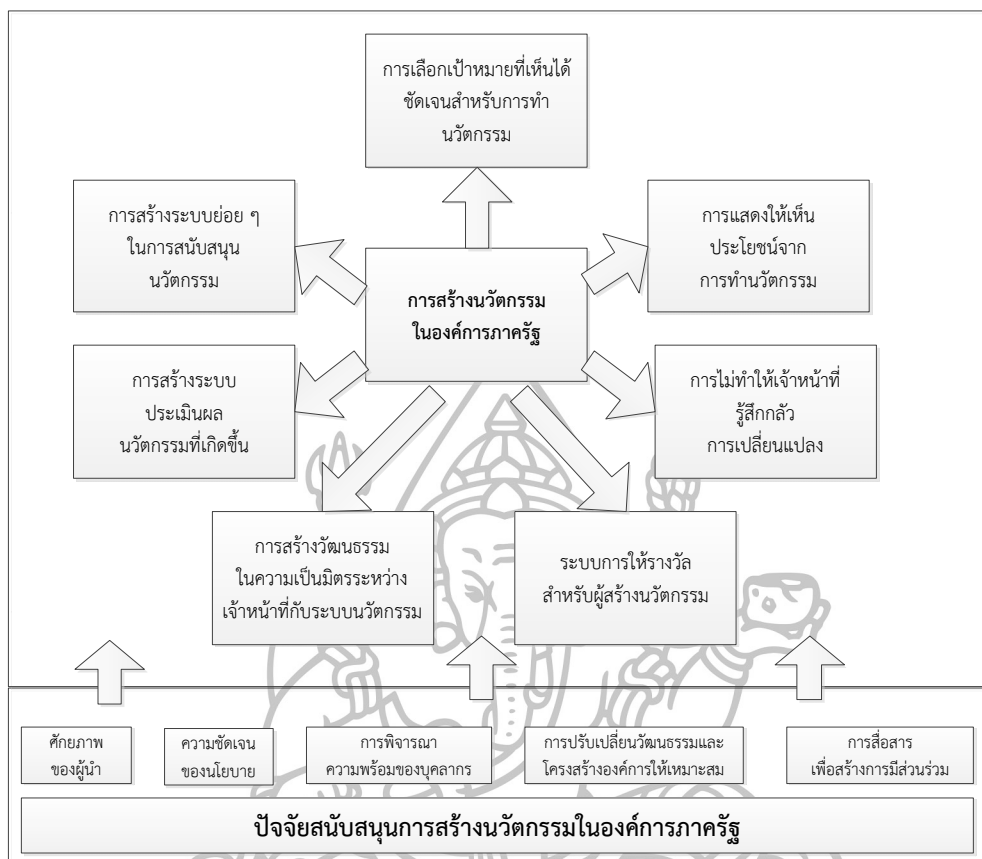 การเลือกเป้าหมายที่เห็นได้
ชัดเจนสำหรับการทำ
นวัตกรรม
การสร้างระบบย่อย ๆ
ในการสนับสนุน
นวัตกรรม
การแสดงให้เห็น
ประโยชน์จาก
การทำนวัตกรรม
การสร้างนวัตกรรม
ในองค์การภาครัฐ
การสร้างระบบ
ประเมินผล
นวัตกรรมที่เกิดขึ้น
การไม่ทำให้เจ้าหน้าที่
รู้สึกกลัว
การเปลี่ยนแปลง
การสร้างวัฒนธรรม
ในความเป็นมิตรระหว่าง
เจ้าหน้าที่กับระบบนวัตกรรม
ระบบการให้รางวัล
สำหรับผู้สร้างนวัตกรรม
ศักยภาพ
ของผู้นำ
ความชัดเจน
ของนโยบาย
การพิจารณา
ความพร้อมของบุคลากร
การปรับเปลี่ยนวัฒนธรรมและ
โครงสร้างองค์การให้เหมาะสม
การสื่อสาร
เพื่อสร้างการมีส่วนร่วม
ปัจจัยสนับสนุนการสร้างนวัตกรรมในองค์การภาครัฐ